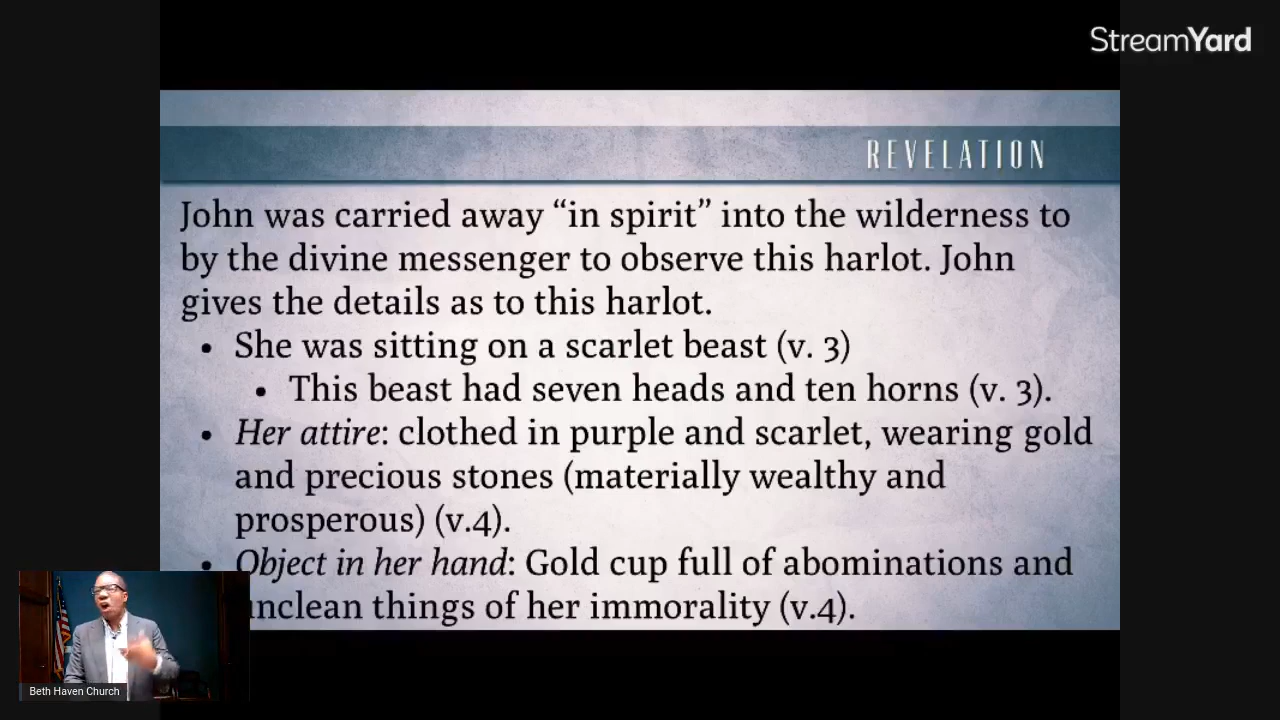 StreamYard
REVELATION
John was carried away “in spirit” into the wilderness to
by the divine messenger to observe this harlot. John
gives the details as to this harlot.
• She was sitting on a scarlet beast (v. 3)
• This beast had seven heads and ten horns (v. 3).
• Her attire: clothed in purple and scarlet, wearing gold
and precious stones (materially wealthy and
prosperous) (v.4).
• Object in her hand: Gold cup full of abominations and
unclean things of her immorality (v.4).
Beth Haven Church